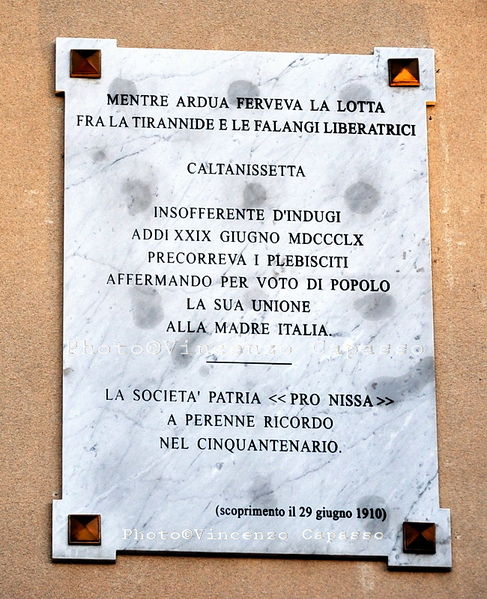 MENTRE ARDUA FERVEVA LA LOTTA
FRA LA TIRANNIDE E LE FALANGI LIBERATRICI
CALTANISSETTA
INSOFFERENTE D'INDUGI
ADDI XXIX GIUGNO MDCCCLX
PRECORREVA I PLEBISCITI
AFFERMANDO PER VOTO DI POPOLO
LA SUA UNIONE
ALLA MADRE ITALIA.
Photo©Vincenzo Capasso
LA SOCIETA' PATRIA << PRO NISSA >>
A PERENNE RICORDO
NEL CINQUANTENARIO.
(scoprimento il 29 giugno 1910)
Photo©Vincenzo Capasso